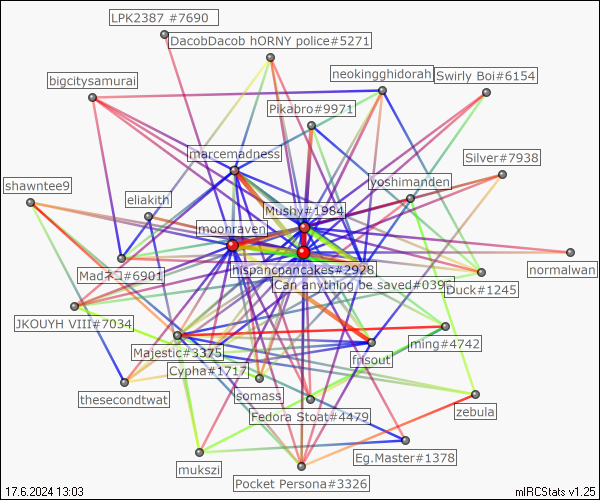 LPK2387 #7690
DacobDacob hORNY police#5271
neokingghidorah
Swirly Boi#6154
bigcitysamurai
Pikabro#9971
marcemadness
Silver#7938
yoshimanden
shawntee9
eliakith
Mushy#1984
moonraven
hispanopancakes#2928
normalwan
Madネコ#6901
Can anything be saved#039
Duck#1245
JKOUYH VIII#7034
ming#4742
Majestic#3375
frisout
Cypha#1717
thesecondtwat
somass
Fedora Stoat#4479
zebula
Eg.Master#1378
mukszi
Pocket Persona#3326
17.6.2024 13:03
mIRCStats v1.25